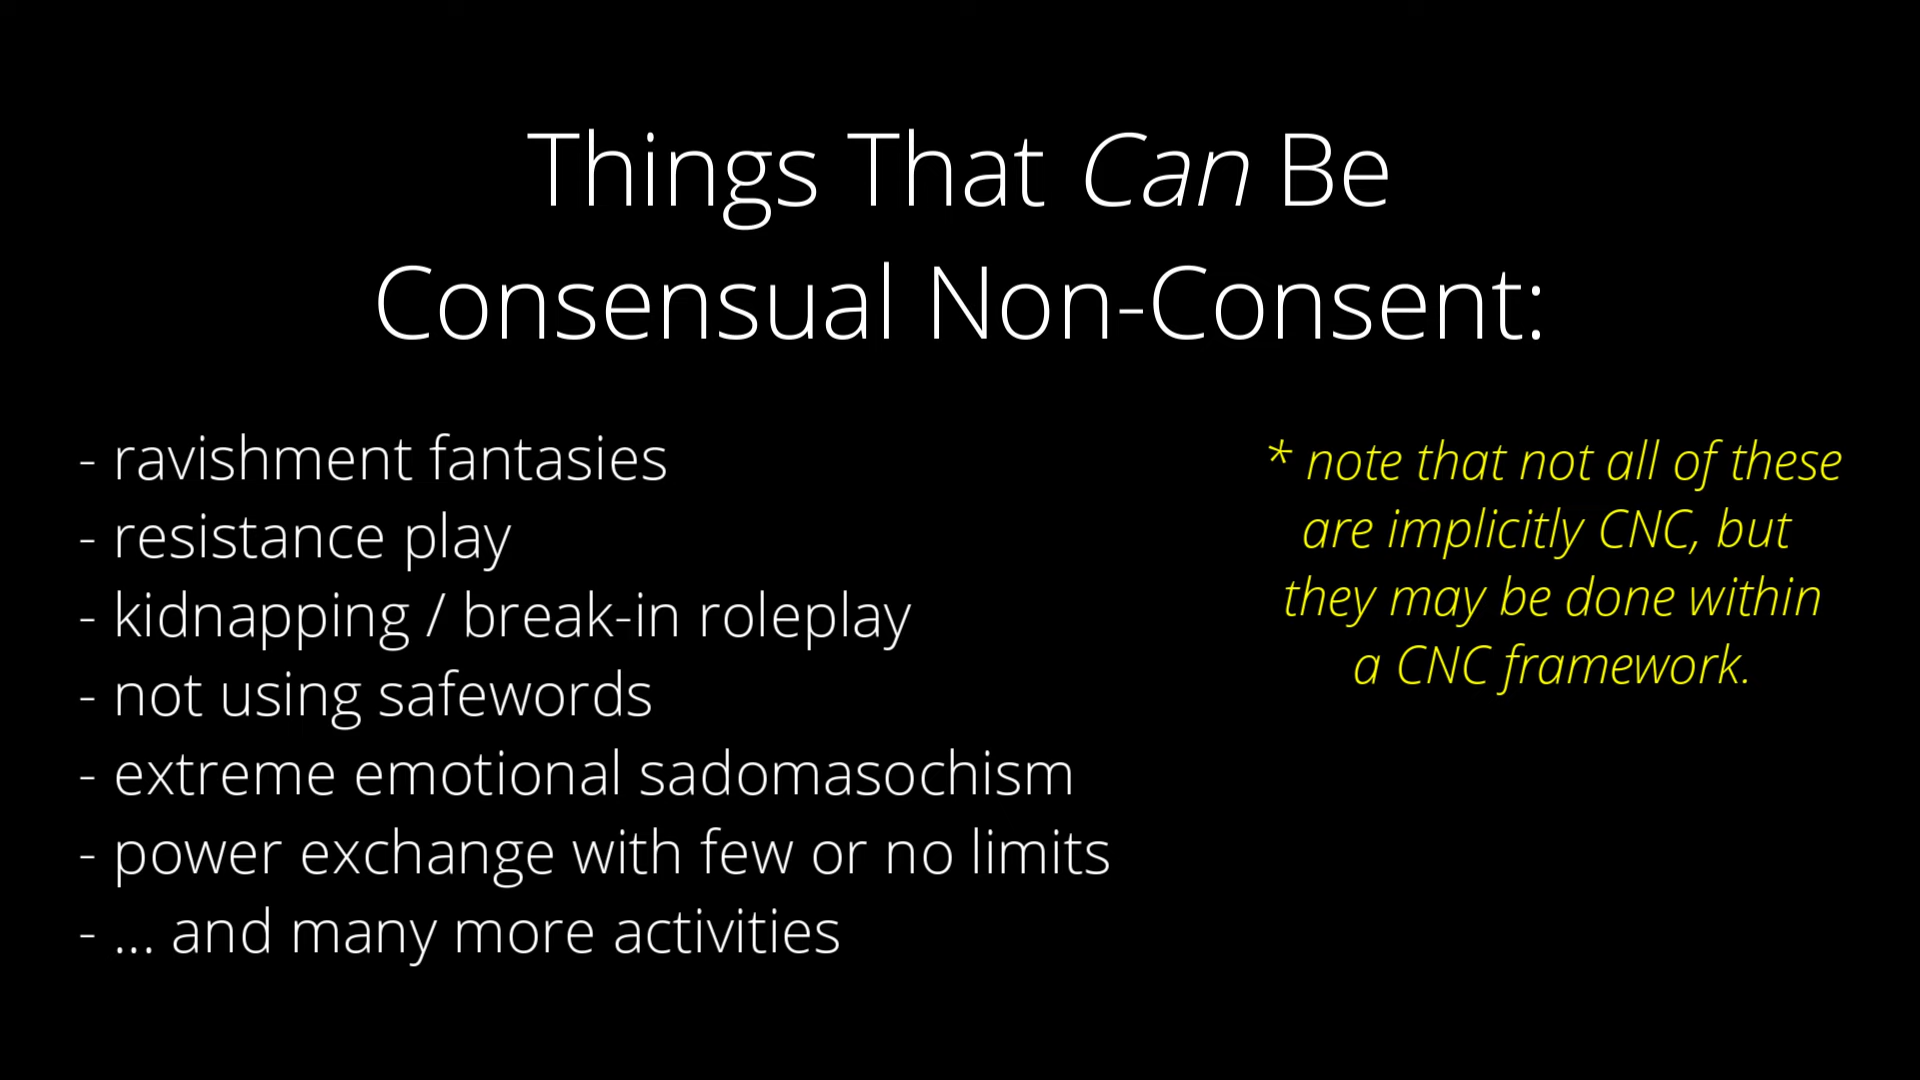 Things That Can Be
Consensual Non-Consent:
- ravishment fantasies
- resistance play
- kidnapping / break-in roleplay
- not using safewords
- extreme emotional sadomasochism
- power exchange with few or no limits
- ... and many more activities
* note that not all of these
are implicitly CNC, but
they may be done within
a CNC framework.